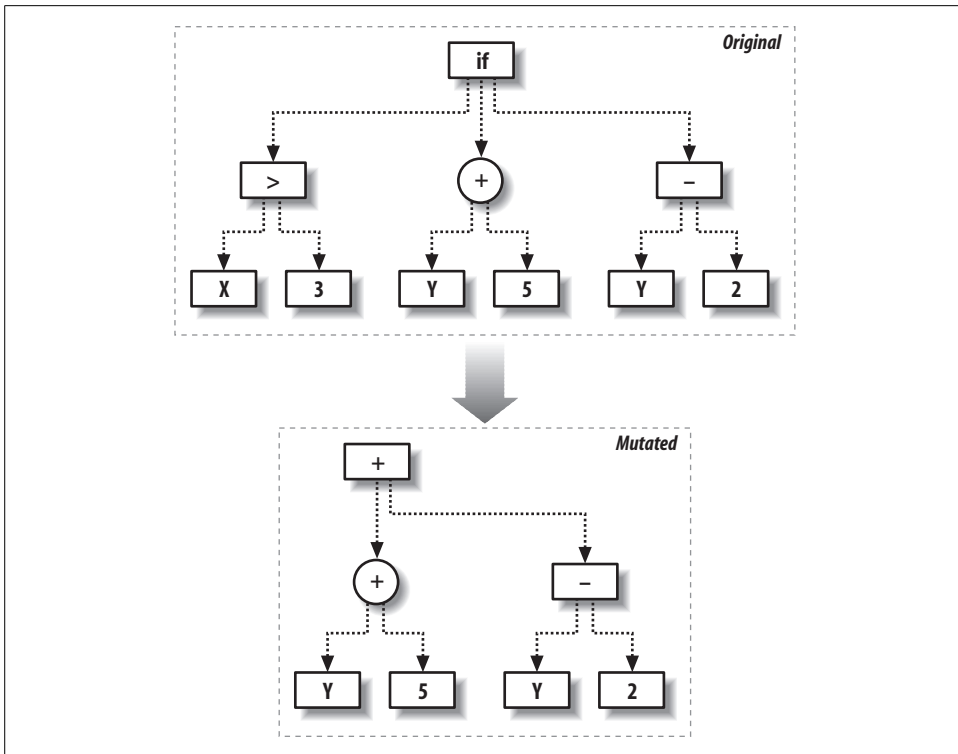 Original
if
> + –
X 3 Y 5 Y 2
Mutated
+
+ –
Y 5 Y 2